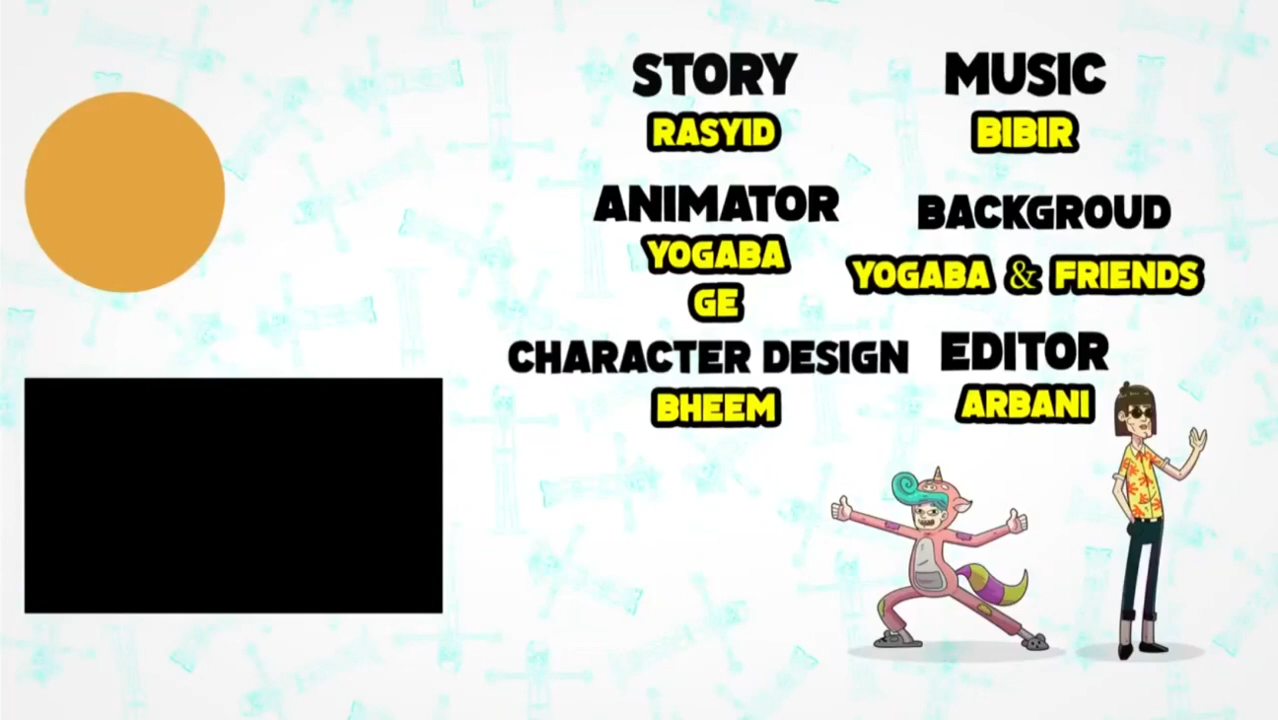 STORY
RASYID
ANIMATOR
YOGABA
GE
CHARACTER DESIGN
BHEEM
MUSIC
BIBIR
BACKGROUD
YOGABA & FRIENDS
EDITOR
ARBANI